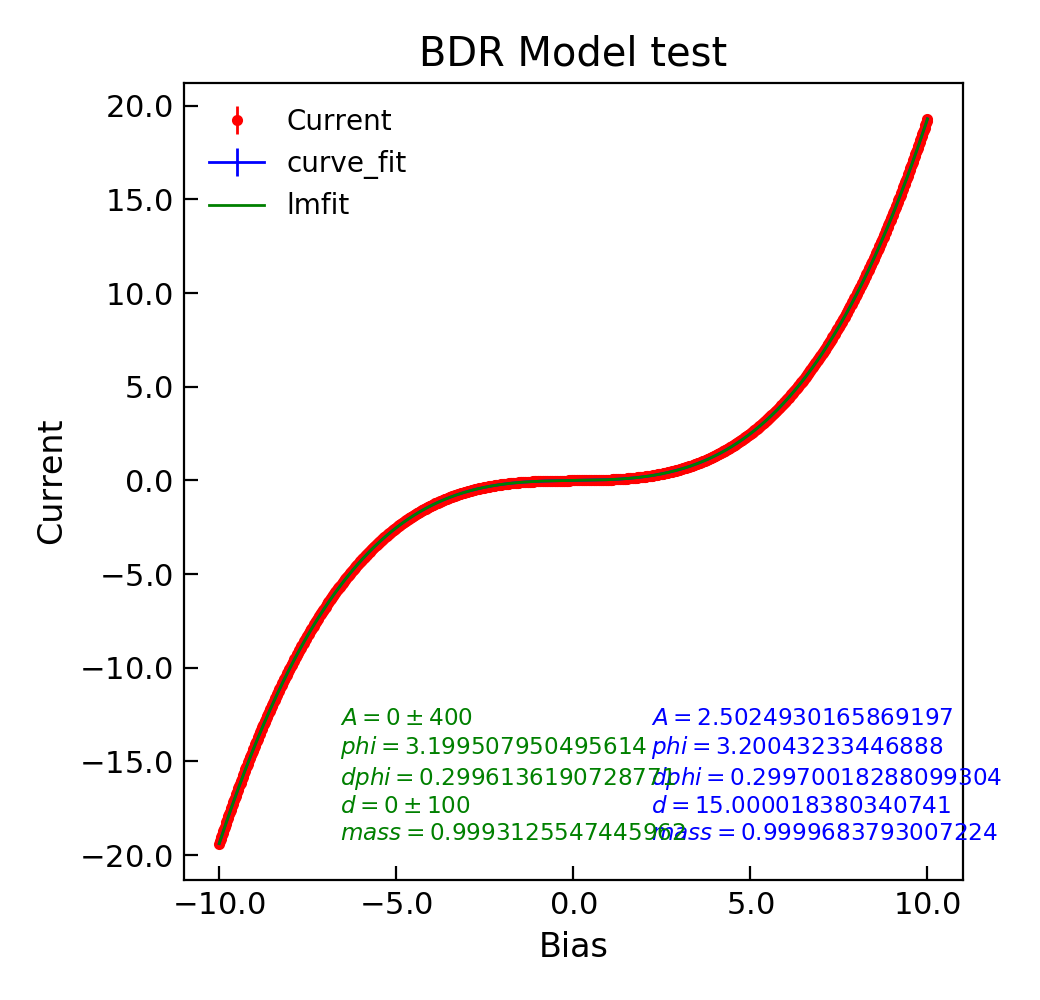 BDR Model test
Current
curve_fit
lmfit
20.0
15.0
10.0
5.0
0.0
−5.0
−10.0
−15.0
−20.0
Current
A = 0 ± 400
phi = 3.199507950495614
dphi = 0.2996136190728771
d = 0 ± 100
mass = 0.9993125547445962
A = 2.5024930165869197
phi = 3.20043233446888
dphi = 0.29970018288099304
d = 15.000018380340741
mass = 0.9999683793007224
−10.0 −5.0 0.0 5.0 10.0
Bias